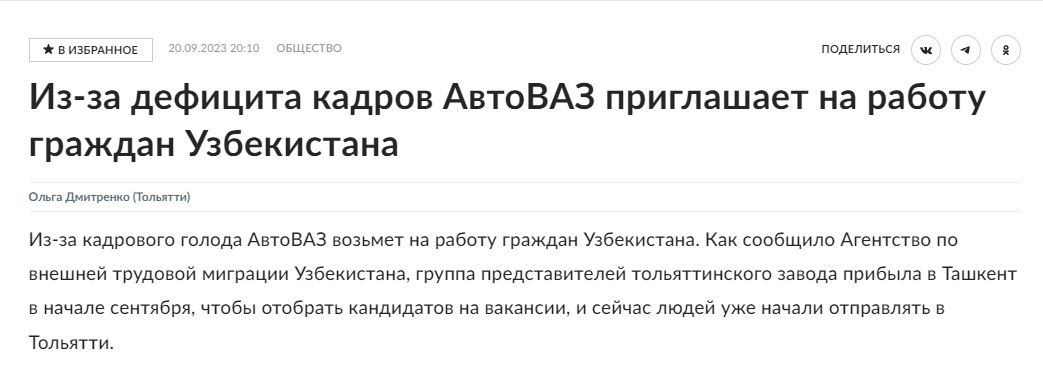 ★ В ИЗБРАННОЕ 20.09.2023 20:10 ОБЩЕСТВО ПОДЕЛИТЬСЯ
Из-за дефицита кадров АвтоВАЗ приглашает на работу
граждан Узбекистана
Ольга Дмитренко (Тольятти)
Из-за кадрового голода АвтоВАЗ возьмет на работу граждан Узбекистана. Как сообщило Агентство по
внешней трудовой миграции Узбекистана, группа представителей тольяттинского завода прибыла в Ташкент
в начале сентября, чтобы отобрать кандидатов на вакансии, и сейчас людей уже начали отправлять в
Тольятти.